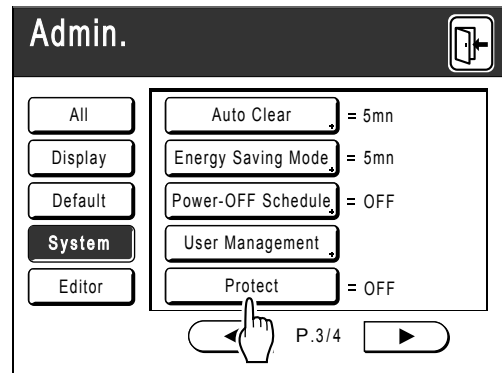 Admin.
All
Auto Clear = 5mn
Display
Energy Saving Mode = 5mn
Default
Power-OFF Schedule = OFF
System
User Management
Editor
Protect = OFF
P.3/4